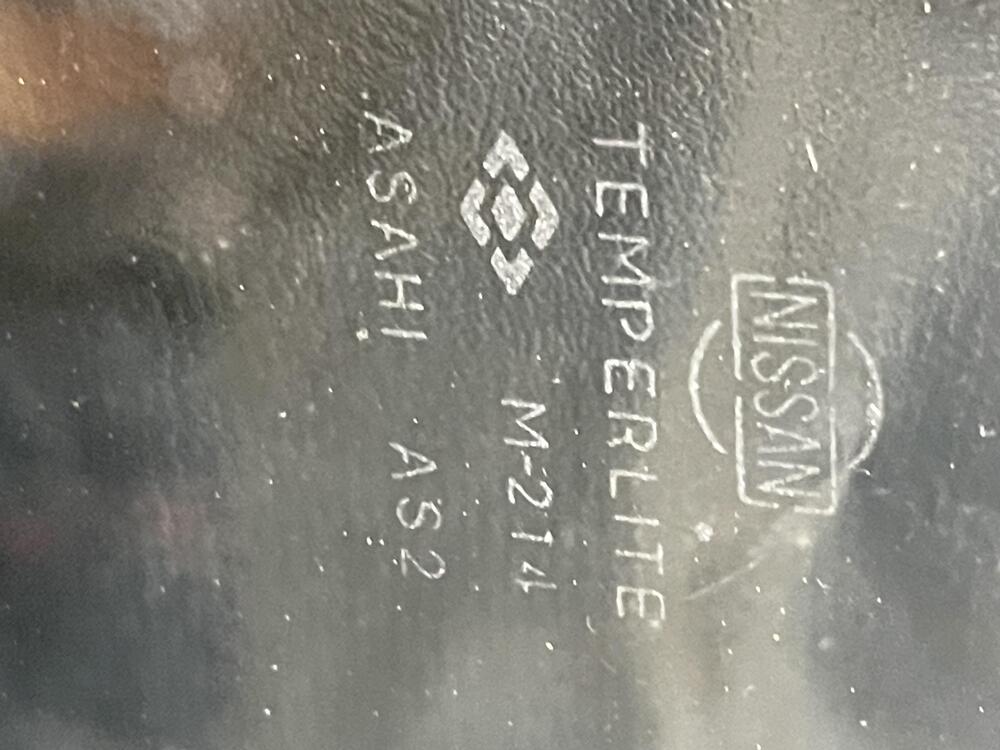 NISSAN
TEMPERLITE
M-214
ASAHI AS2